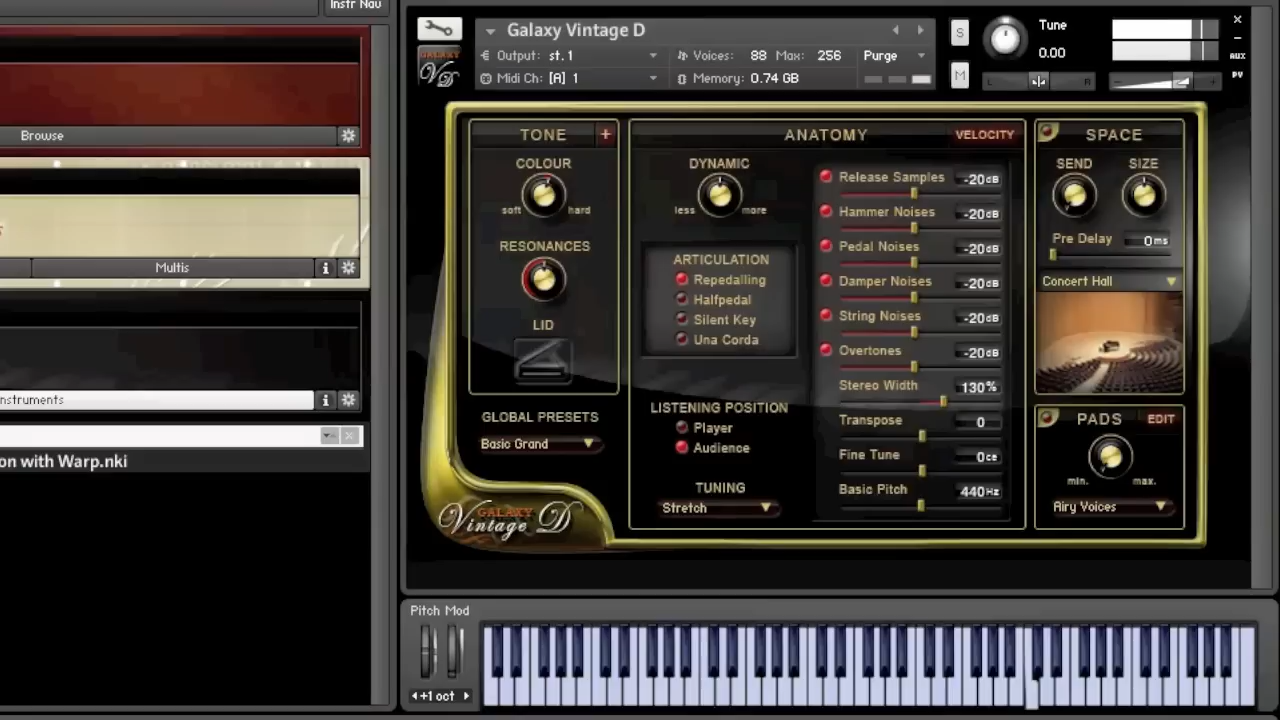 Instr Nav
Browse
Multis
nstruments
on with Warp.nki
Galaxy Vintage D
Output: st.1
Voices: 88 Max: 256
Purge
Midi Ch: [A] 1
Memory: 0.74 GB
S
M
Tune
0.00
L R
AUX
PV
GALAXY
VD
TONE +
COLOUR
soft hard
RESONANCES
LID
GLOBAL PRESETS
Basic Grand
GALAXY
Vintage D
ANATOMY
VELOCITY
DYNAMIC
less more
ARTICULATION
Repedalling
Halfpedal
Silent Key
Una Corda
LISTENING POSITION
Player
Audience
TUNING
Stretch
Release Samples -20dB
Hammer Noises -20dB
Pedal Noises -20dB
Damper Noises -20dB
String Noises -20dB
Overtones -20dB
Stereo Width 130%
Transpose 0
Fine Tune 0ce
Basic Pitch 440Hz
SPACE
SEND SIZE
Pre Delay 0ms
Concert Hall
PADS EDIT
min. max.
Airy Voices
Pitch Mod
+1 oct